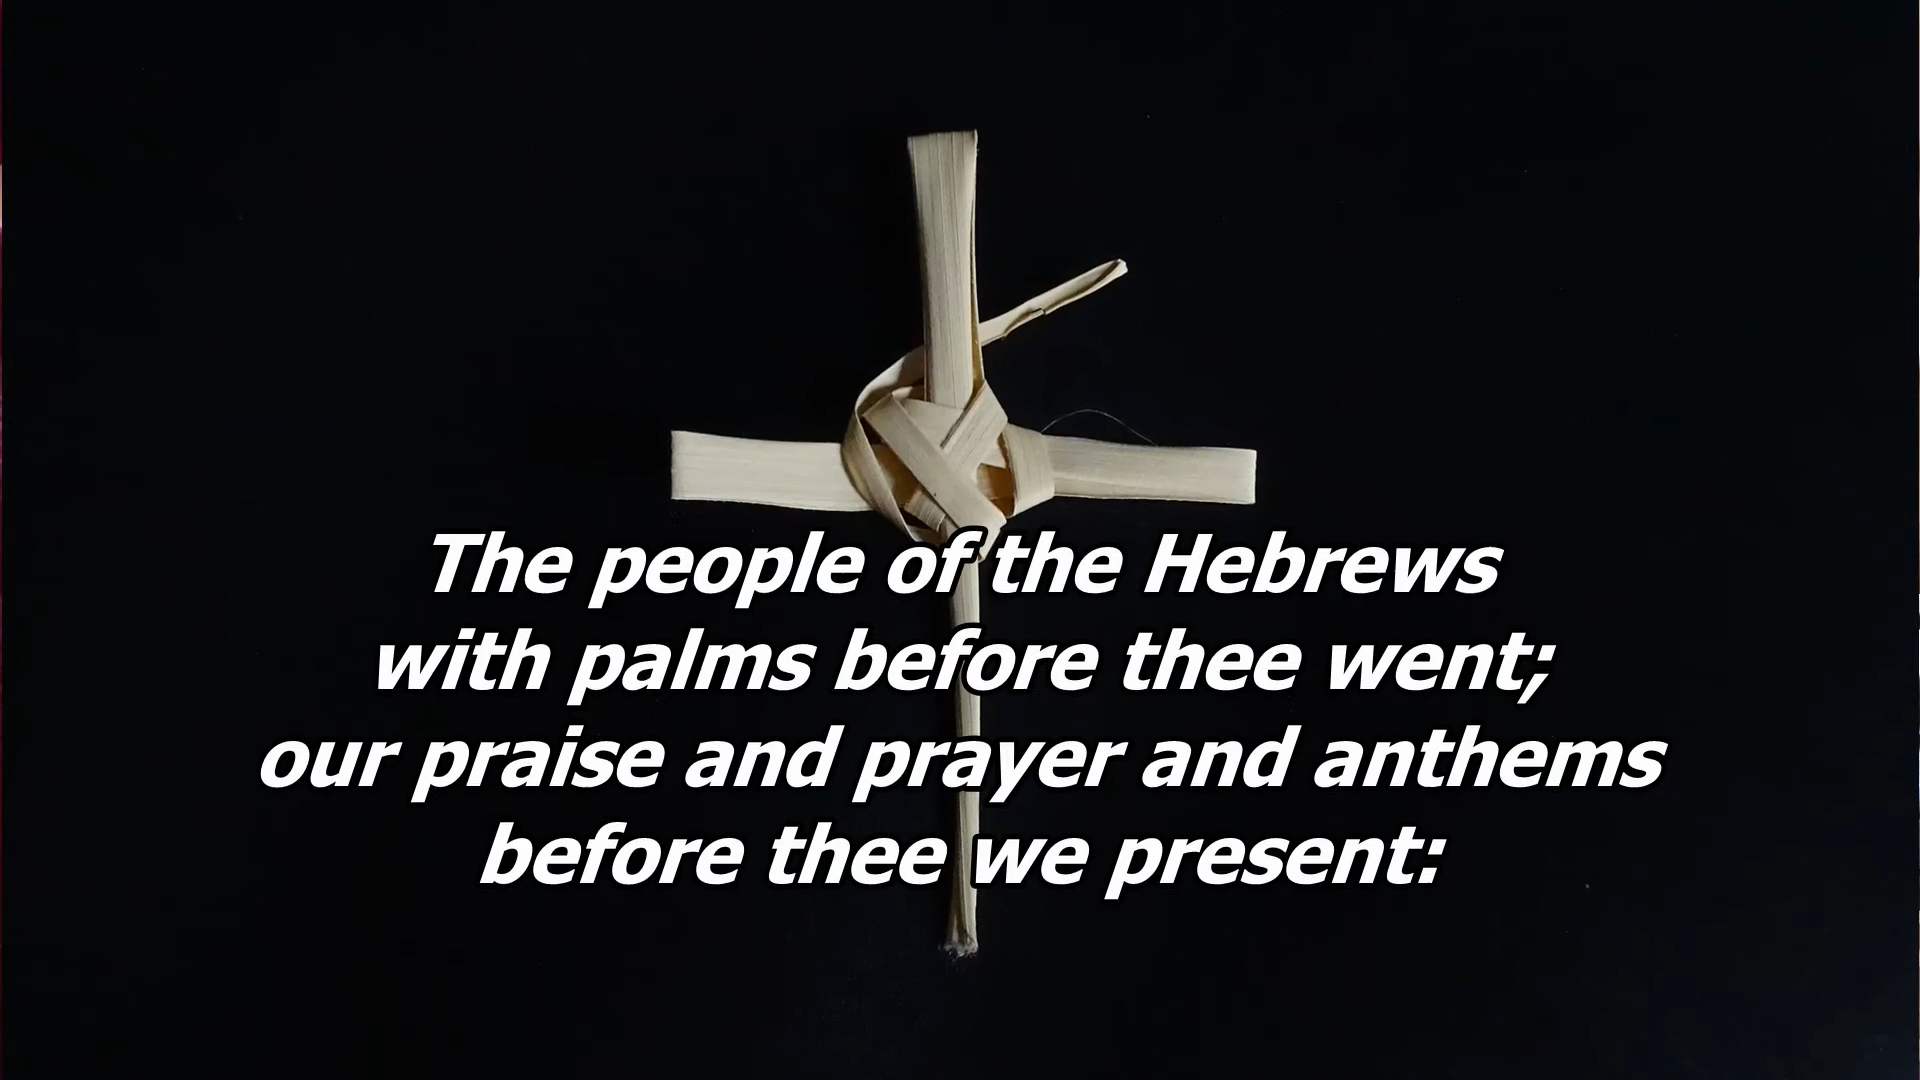 The people of the Hebrews
with palms before thee went;
our praise and prayer and anthems
before thee we present: